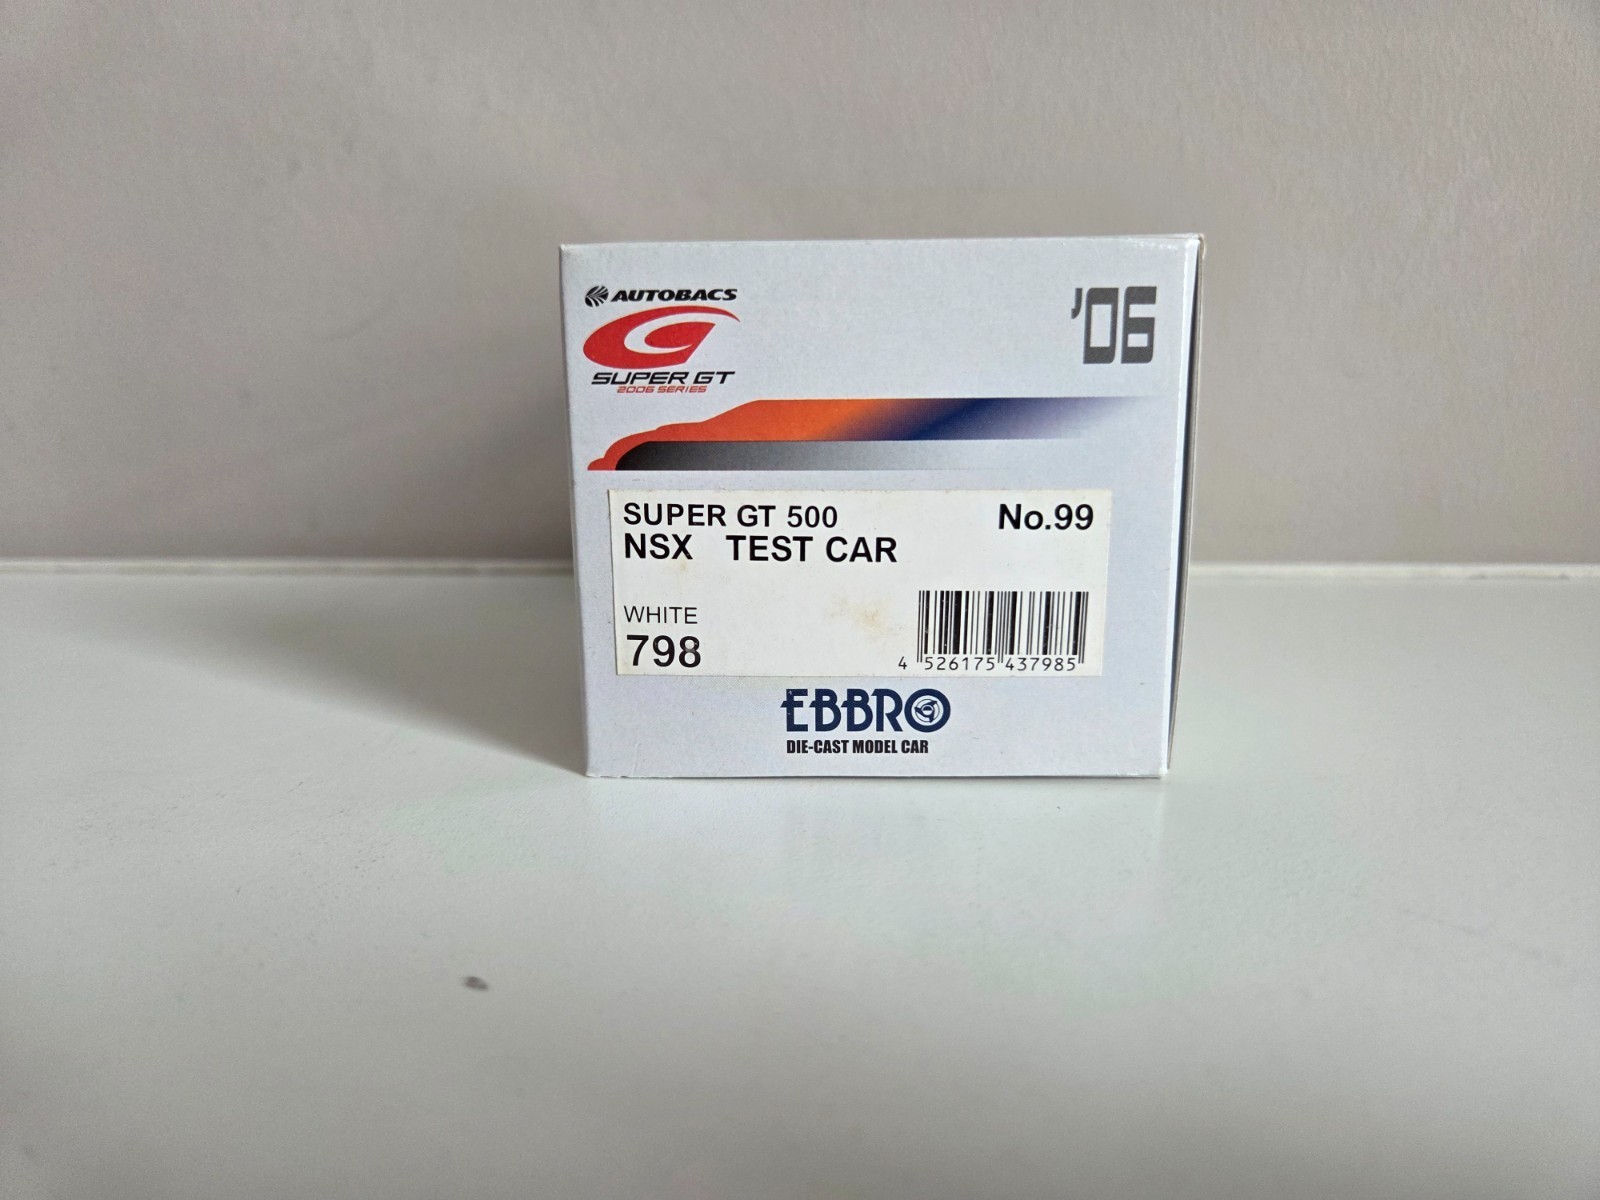 AUTOBACS
'06
SUPER GT
2006 SERIES
SUPER GT 500 No.99
NSX TEST CAR
WHITE
798
4 526175 437985
EBBRO
DIE-CAST MODEL CAR